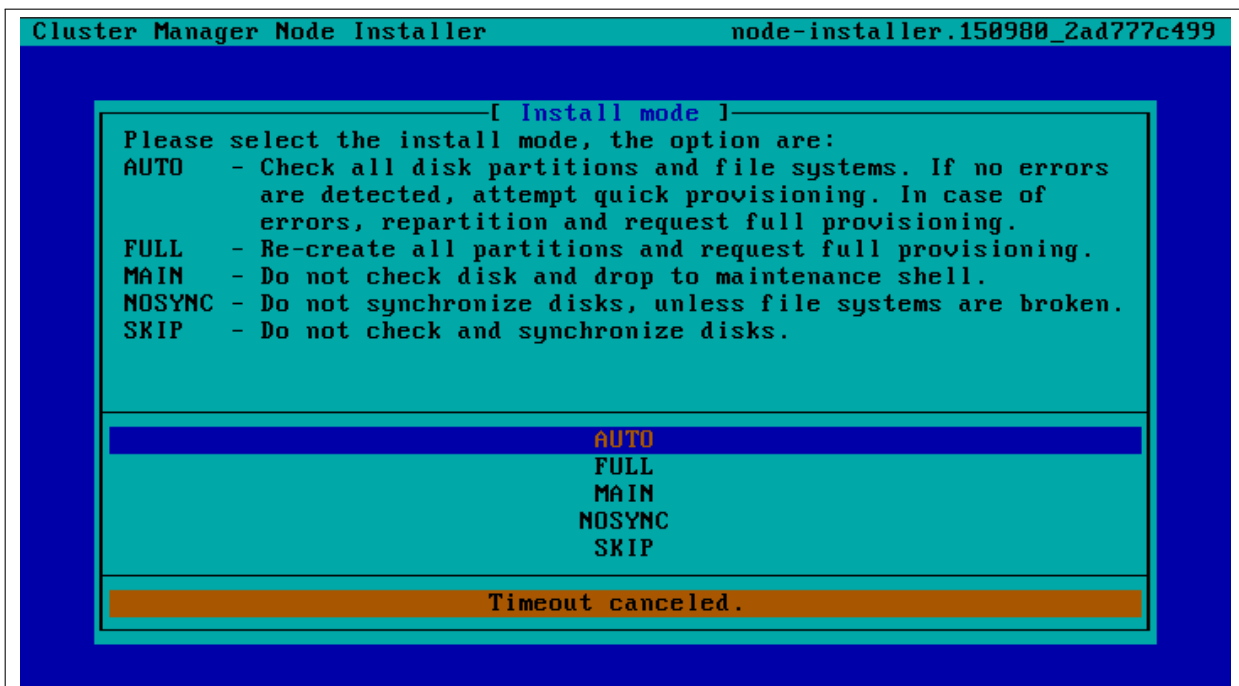 Cluster Manager Node Installer node-installer.150980_2ad777c499
[ Install mode ]
Please select the install mode, the option are:
AUTO - Check all disk partitions and file systems. If no errors
are detected, attempt quick provisioning. In case of
errors, repartition and request full provisioning.
FULL - Re-create all partitions and request full provisioning.
MAIN - Do not check disk and drop to maintenance shell.
NOSYNC - Do not synchronize disks, unless file systems are broken.
SKIP - Do not check and synchronize disks.
AUTO
FULL
MAIN
NOSYNC
SKIP
Timeout canceled.